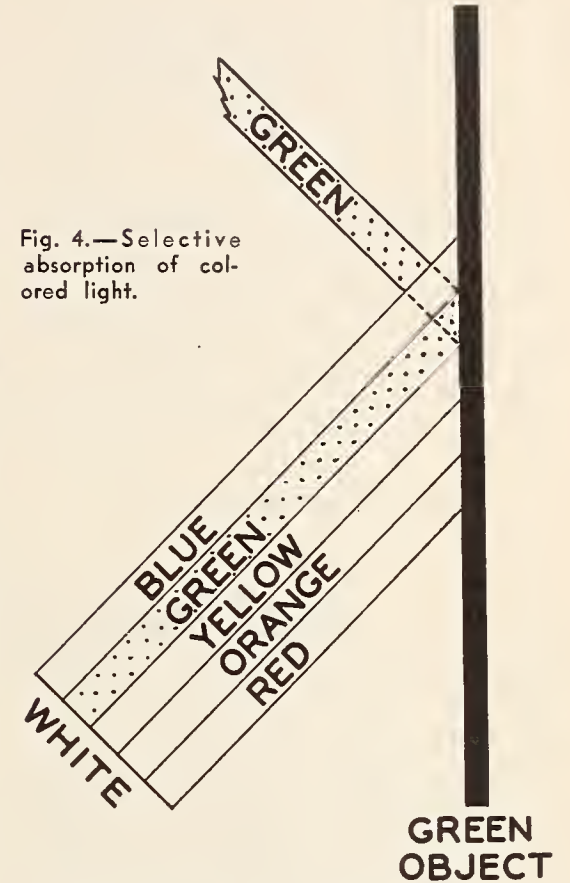 GREEN
Fig. 4.—Selective
absorption of col-
ored light.
BLUE
GREEN
YELLOW
ORANGE
RED
WHITE
GREEN
OBJECT